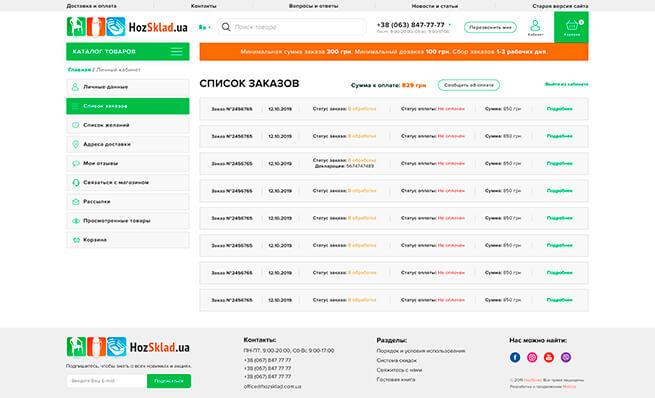 Доставка и оплата
Контакты
Вопросы и ответы
Новости и статьи
Старая версия сайта
HozSklad.ua
Ru
Поиск товара
+38 (063) 847-77-77
Пн-пт: 9:00-20:00, Сб-Вс: 9:00-17:00
Перезвонить мне
Кабинет
Корзина
КАТАЛОГ ТОВАРОВ
Минимальная сумма заказа 300 грн. Минимальный дозаказ 100 грн. Сбор заказов 1-3 рабочих дня.
Главная / Личный кабинет
Личные данные
Список заказов
Список желаний
Адреса доставки
Мои отзывы
Связаться с магазином
Рассылки
Просмотренные товары
Корзина
СПИСОК ЗАКАЗОВ
Сумма к оплате: 829 грн
Сообщить об оплате
Выйти из кабинета
Заказ №2456765 12.10.2019 Статус заказа: В обработке Статус оплаты: Не оплачен Сумма: 850 грн Подробнее
Заказ №2456765 12.10.2019 Статус заказа: В обработке Статус оплаты: Не оплачен Сумма: 850 грн Подробнее
Заказ №2456765 12.10.2019 Статус заказа: В обработке Статус оплаты: Не оплачен Сумма: 850 грн Подробнее
Декларация: 5674747489
Заказ №2456765 12.10.2019 Статус заказа: В обработке Статус оплаты: Не оплачен Сумма: 850 грн Подробнее
Заказ №2456765 12.10.2019 Статус заказа: В обработке Статус оплаты: Не оплачен Сумма: 850 грн Подробнее
Заказ №2456765 12.10.2019 Статус заказа: В обработке Статус оплаты: Не оплачен Сумма: 850 грн Подробнее
Заказ №2456765 12.10.2019 Статус заказа: В обработке Статус оплаты: Не оплачен Сумма: 850 грн Подробнее
Заказ №2456765 12.10.2019 Статус заказа: В обработке Статус оплаты: Не оплачен Сумма: 850 грн Подробнее
HozSklad.ua
Подпишитесь, чтобы знать о всех новинках и акциях.
Введите Ваш E-mail
Подписаться
Контакты:
ПН-ПТ. 9:00-20:00, Сб-Вс 9:00-17:00
+38 (067) 847 77 77
+38 (067) 847 77 77
+38 (067) 847 77 77
office@hozsklad.com.ua
Разделы:
Порядок и условия использования
Система скидок
Свяжитесь с нами
Гостевая книга
Нас можно найти:
© 2019 HozSklad. Все права защищены.
Разработка и продвижение